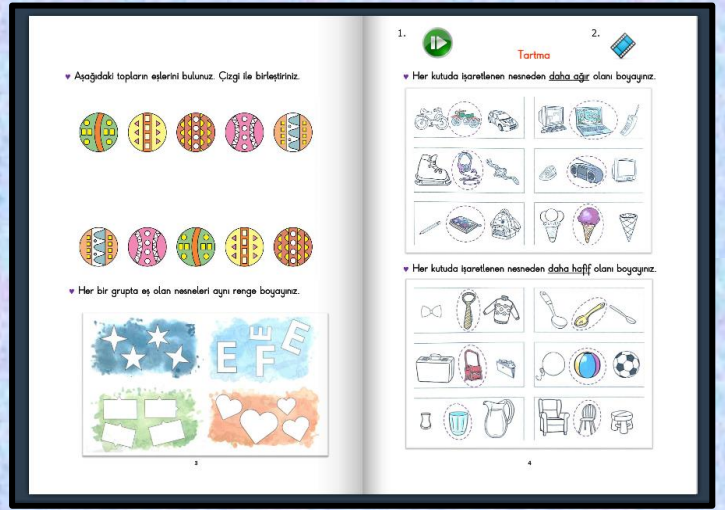 ♥ Aşağıdaki topların eşlerini bulunuz. Çizgi ile birleştiriniz.
♥ Her bir grupta eş olan nesneleri aynı renge boyayınız.
E
E
F
E
3
1.
2.
Tartma
♥ Her kutuda işaretlenen nesneden daha ağır olanı boyayınız.
♥ Her kutuda işaretlenen nesneden daha hafif olanı boyayınız.
4